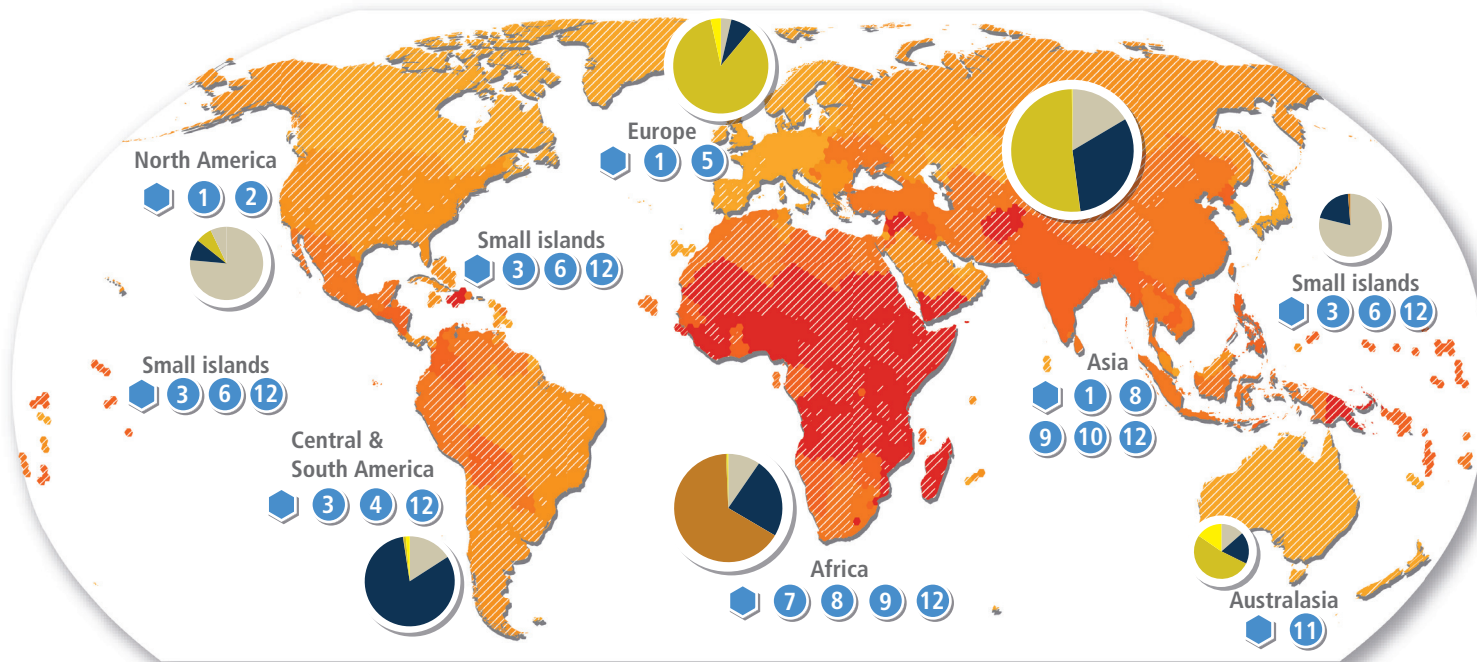 Europe
1 5
North America
1 2
Small islands
3 6 12
Small islands
3 6 12
Small islands
3 6 12
Asia
1 8
9 10 12
Central &
South America
3 4 12
Africa
7 8 9 12
Australasia
11